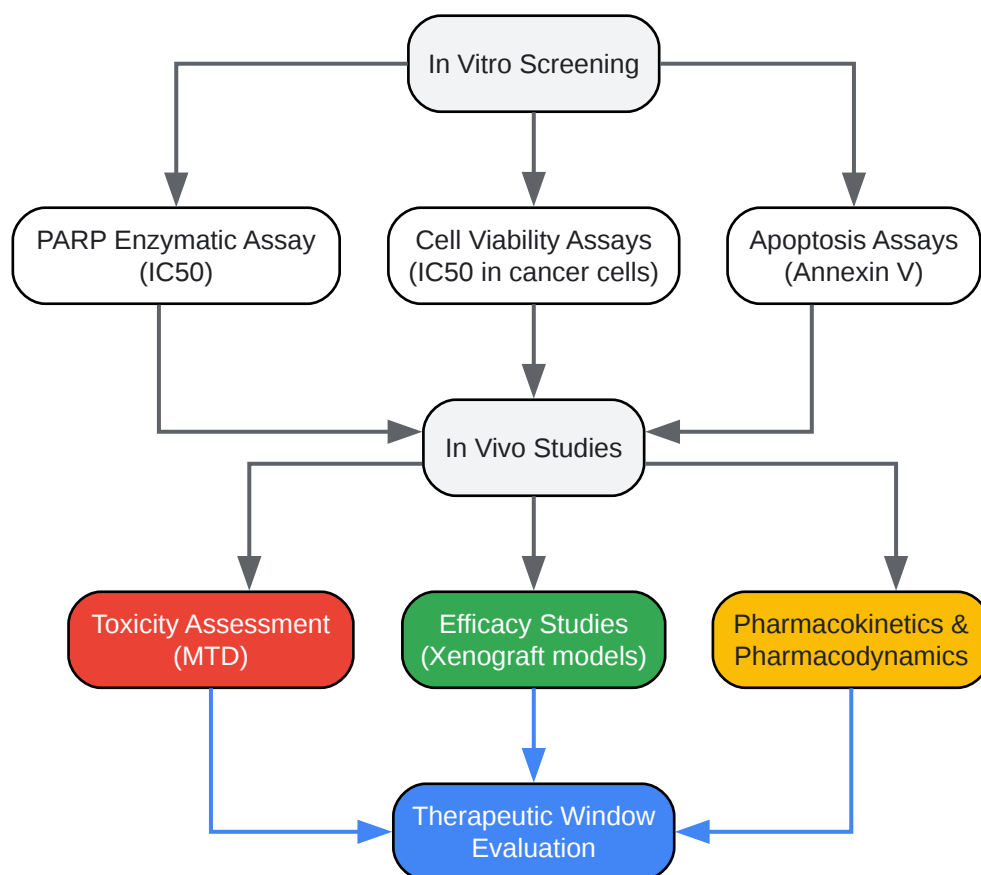 In Vitro Screening
PARP Enzymatic Assay
(IC50)
Cell Viability Assays
(IC50 in cancer cells)
Apoptosis Assays
(Annexin V)
In Vivo Studies
Toxicity Assessment
(MTD)
Efficacy Studies
(Xenograft models)
Pharmacokinetics &
Pharmacodynamics
Therapeutic Window
Evaluation